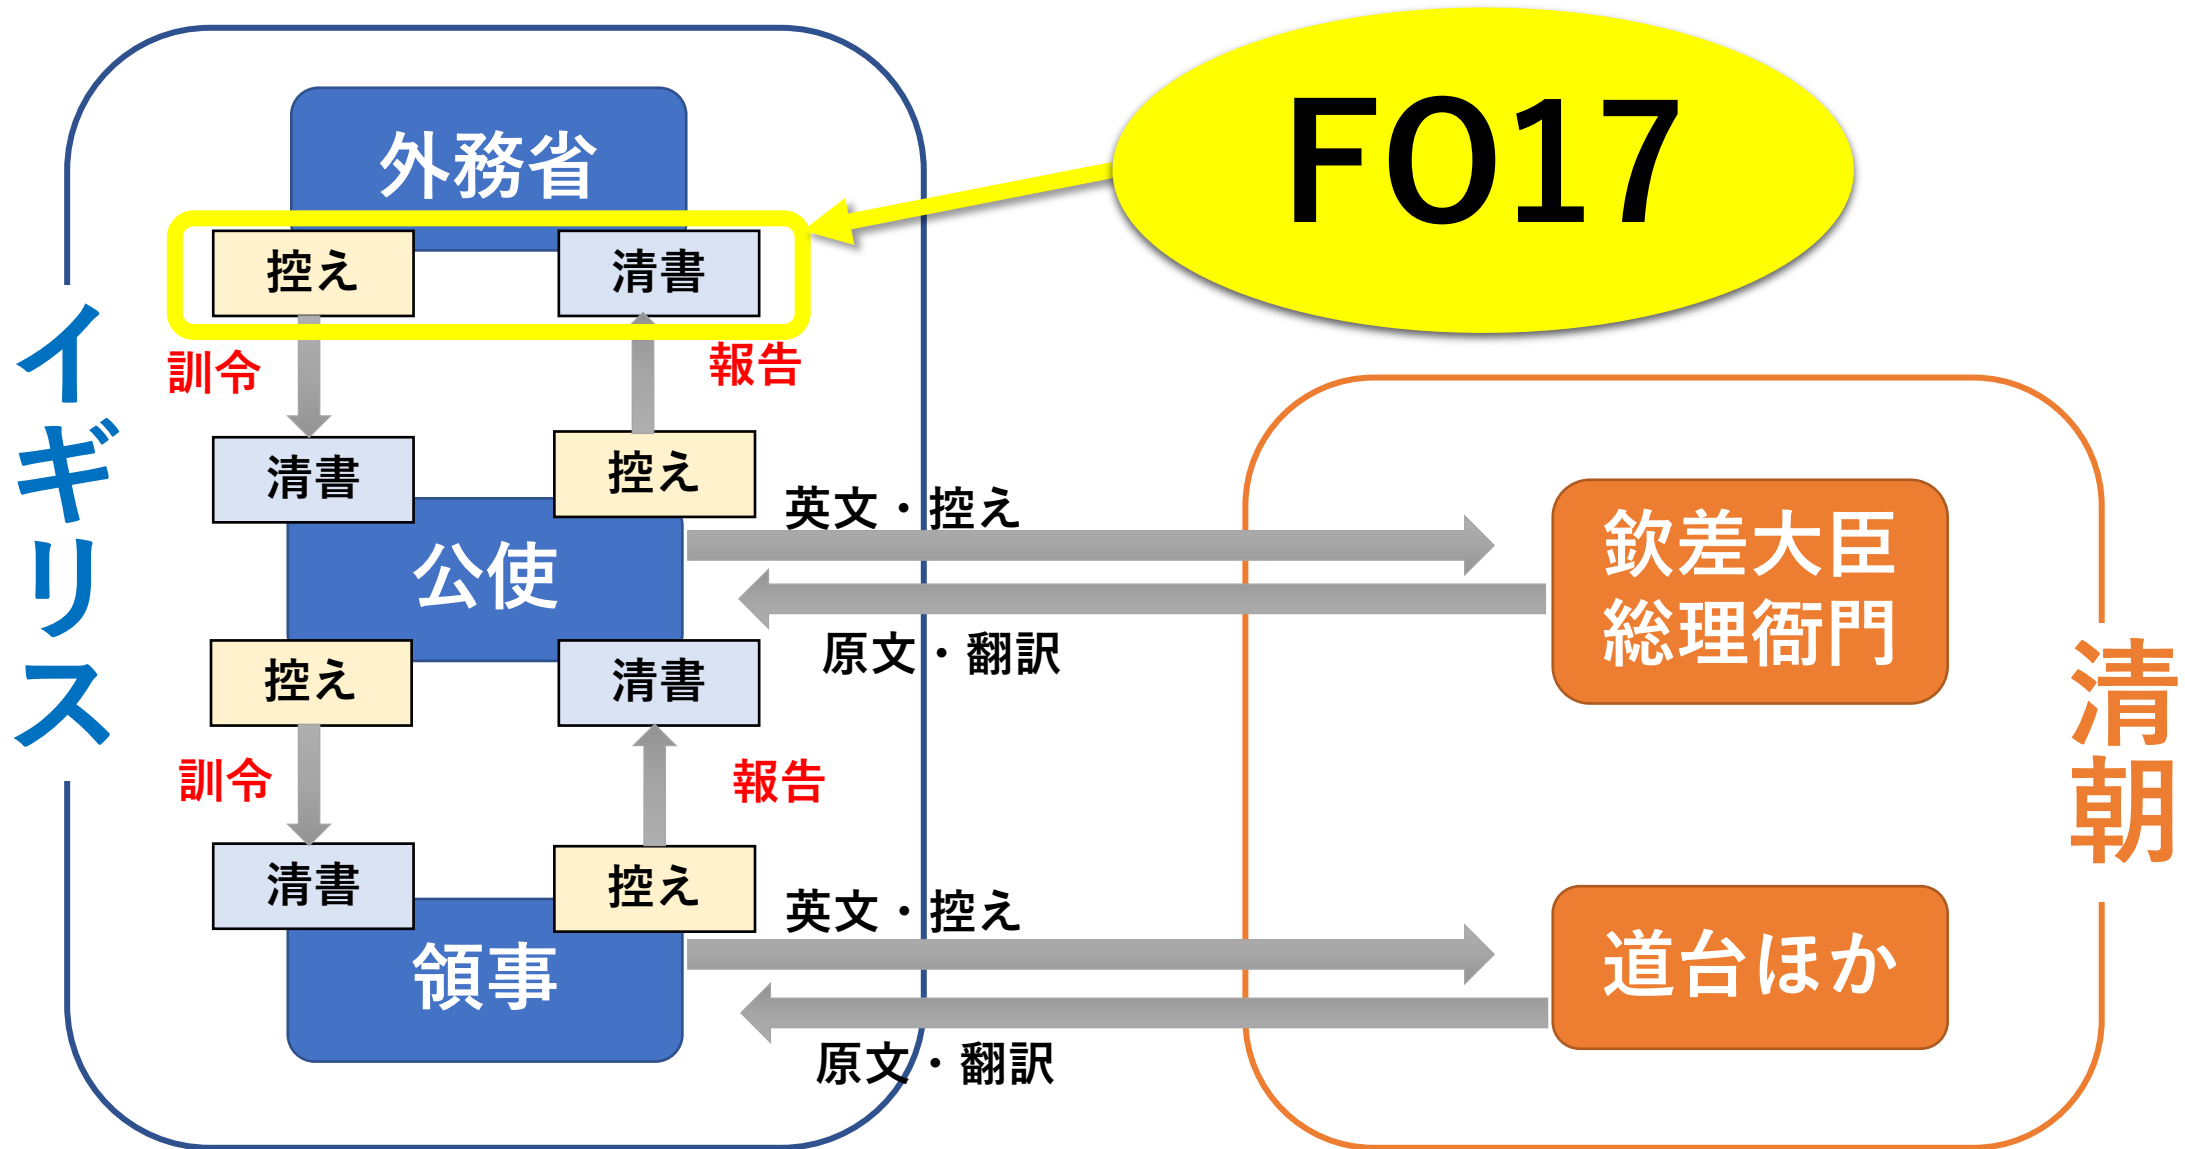 FO17
外務省
控え
清書
訓令
報告
清書
控え
公使
英文・控え
原文・翻訳
控え
清書
訓令
報告
清書
控え
領事
英文・控え
原文・翻訳
イギリス
欽差大臣
総理衙門
道台ほか
清朝